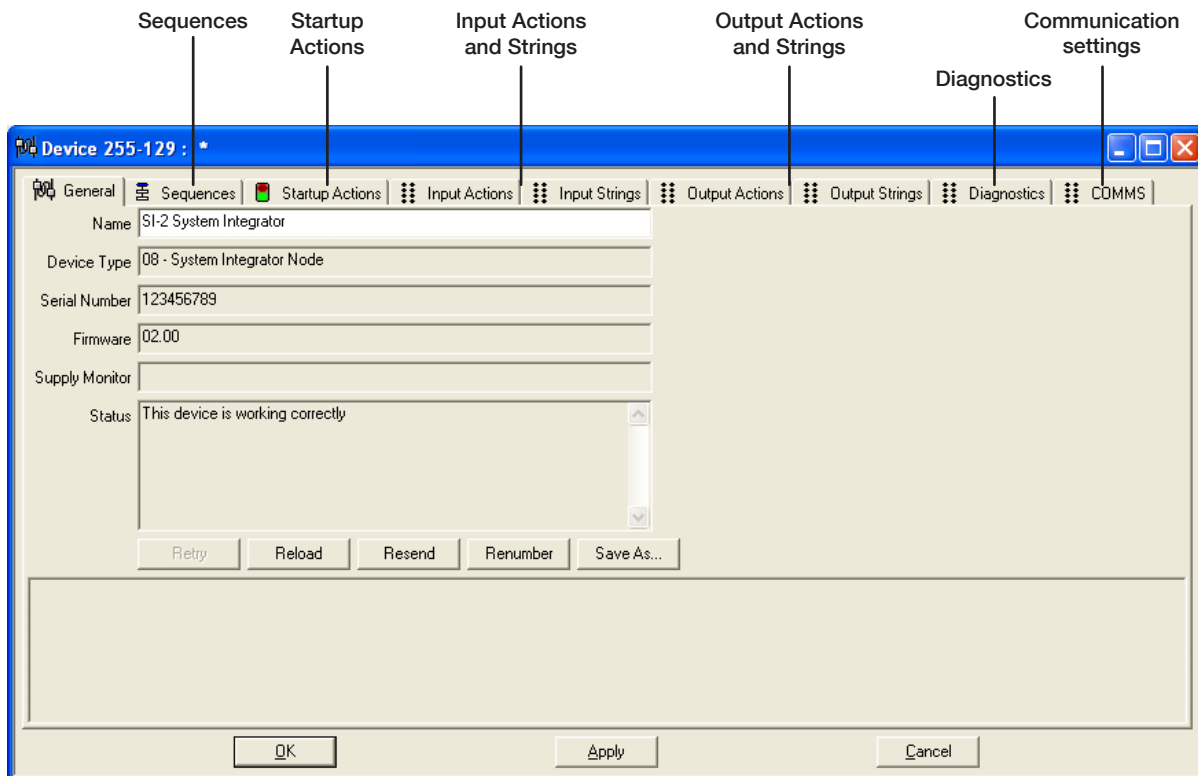 Sequences
Startup
Actions
Input Actions
and Strings
Output Actions
and Strings
Communication
settings
Diagnostics
Device 255-129 : *
General
Sequences
Startup Actions
Input Actions
Input Strings
Output Actions
Output Strings
Diagnostics
COMMS
Name SI-2 System Integrator
Device Type 08 - System Integrator Node
Serial Number 123456789
Firmware 02.00
Supply Monitor
Status This device is working correctly
Retry
Reload
Resend
Renumber
Save As...
OK
Apply
Cancel